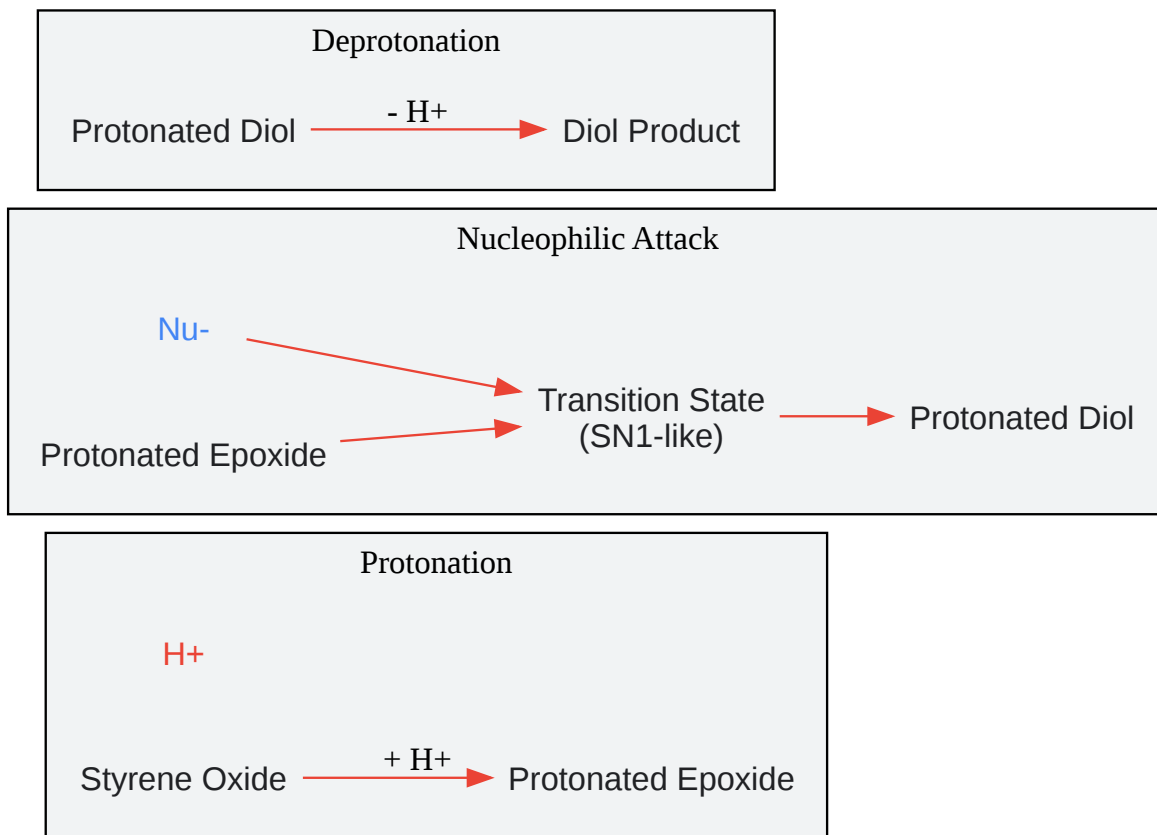 Deprotonation
- H+
Protonated Diol
Diol Product
Nucleophilic Attack
Nu-
Transition State
(SN1-like)
Protonated Diol
Protonated Epoxide
Protonation
H+
+ H+
Styrene Oxide
Protonated Epoxide